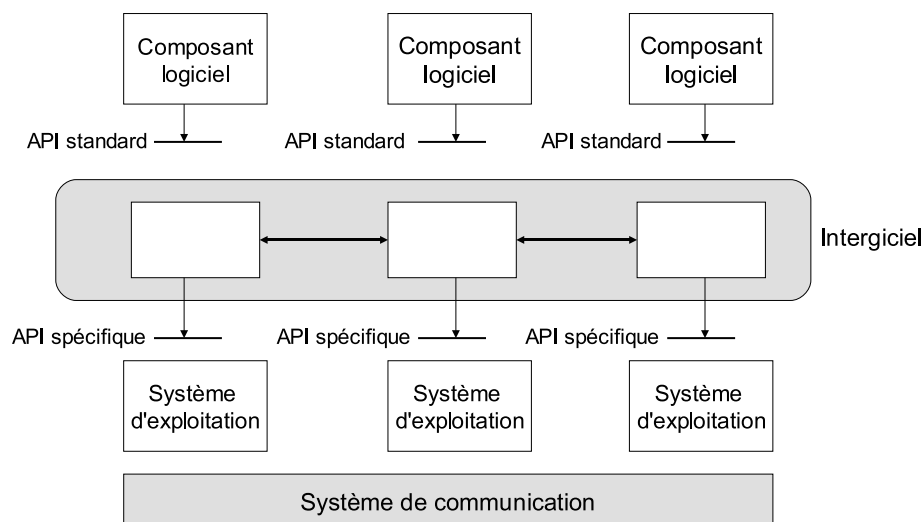 Composant
logiciel
Composant
logiciel
Composant
logiciel
API standard
API standard
API standard
Intergiciel
API spécifique
API spécifique
API spécifique
Système
d'exploitation
Système
d'exploitation
Système
d'exploitation
Système de communication